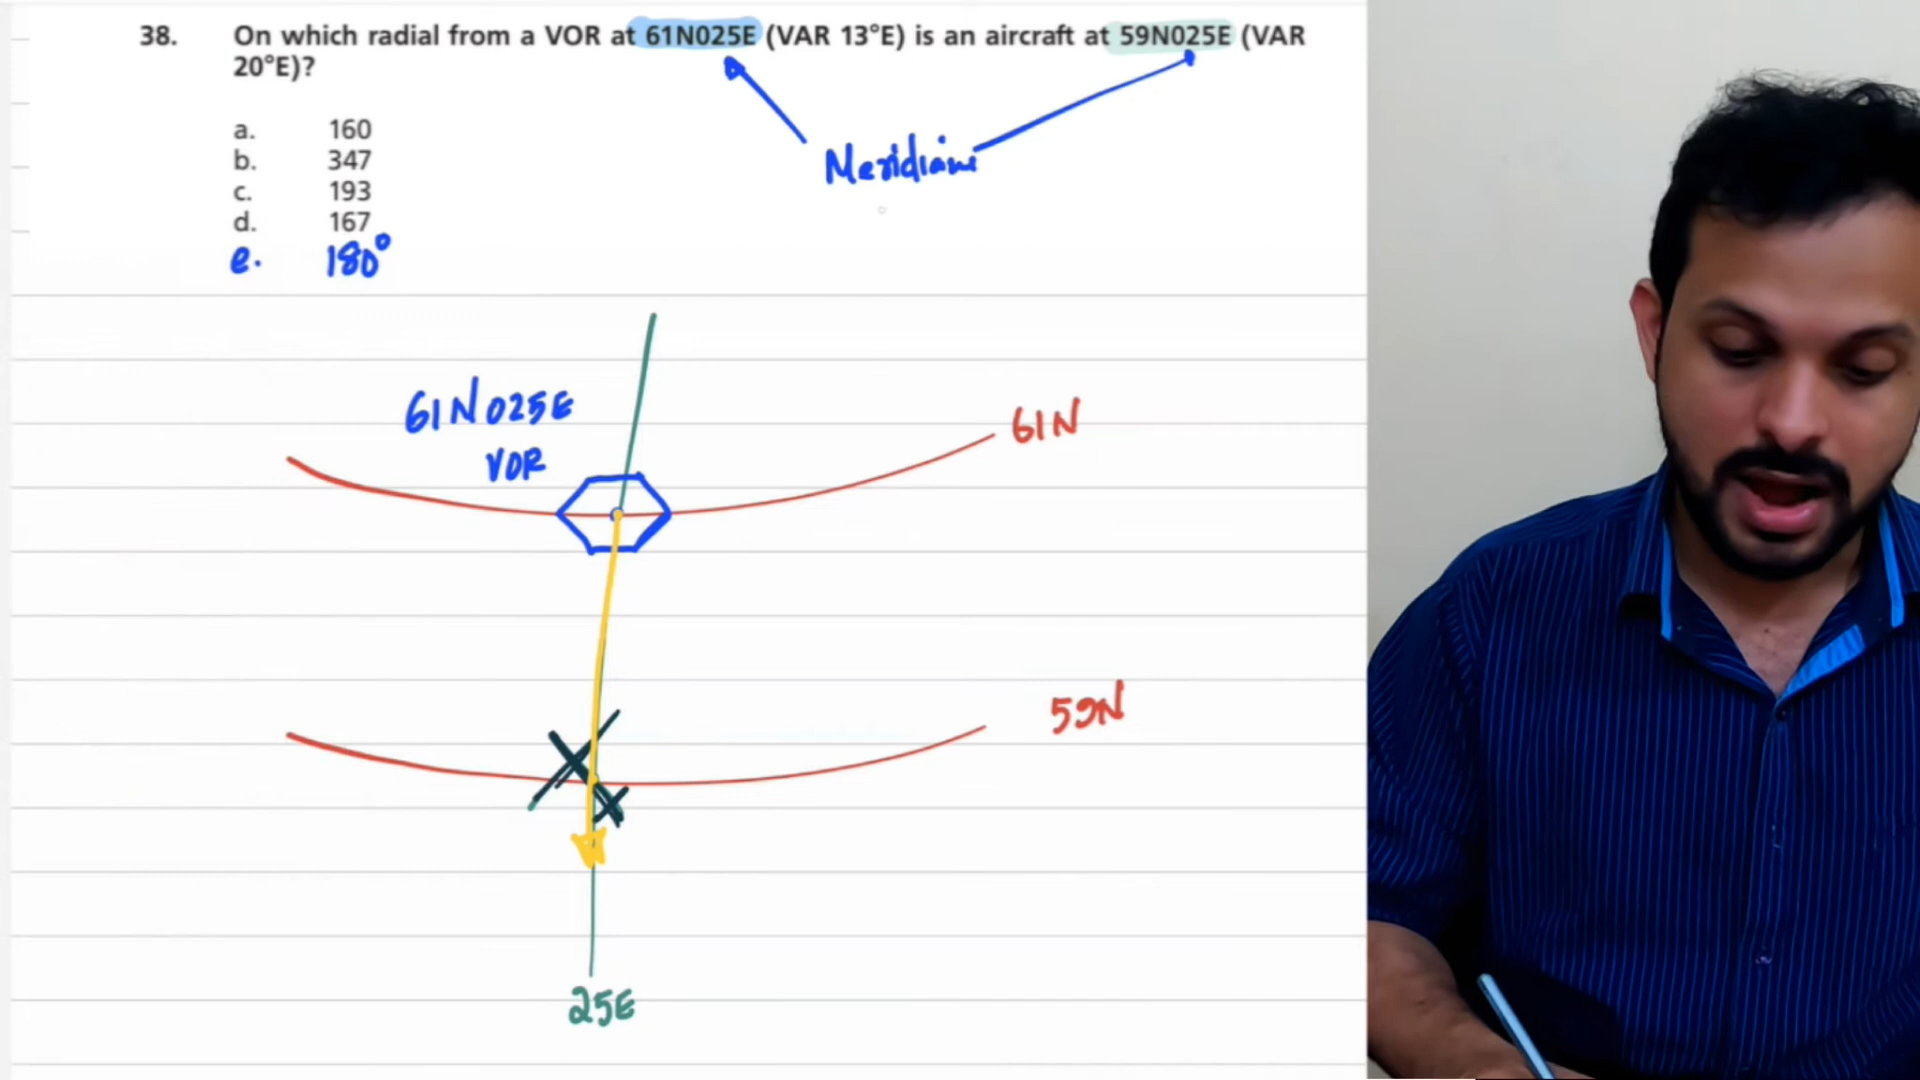 38. On which radial from a VOR at 61N025E (VAR 13°E) is an aircraft at 59N025E (VAR
20°E)?
a. 160
b. 347
c. 193
d. 167
e. 180°
Meridians
61N025E
VOR
61N
59N
25E